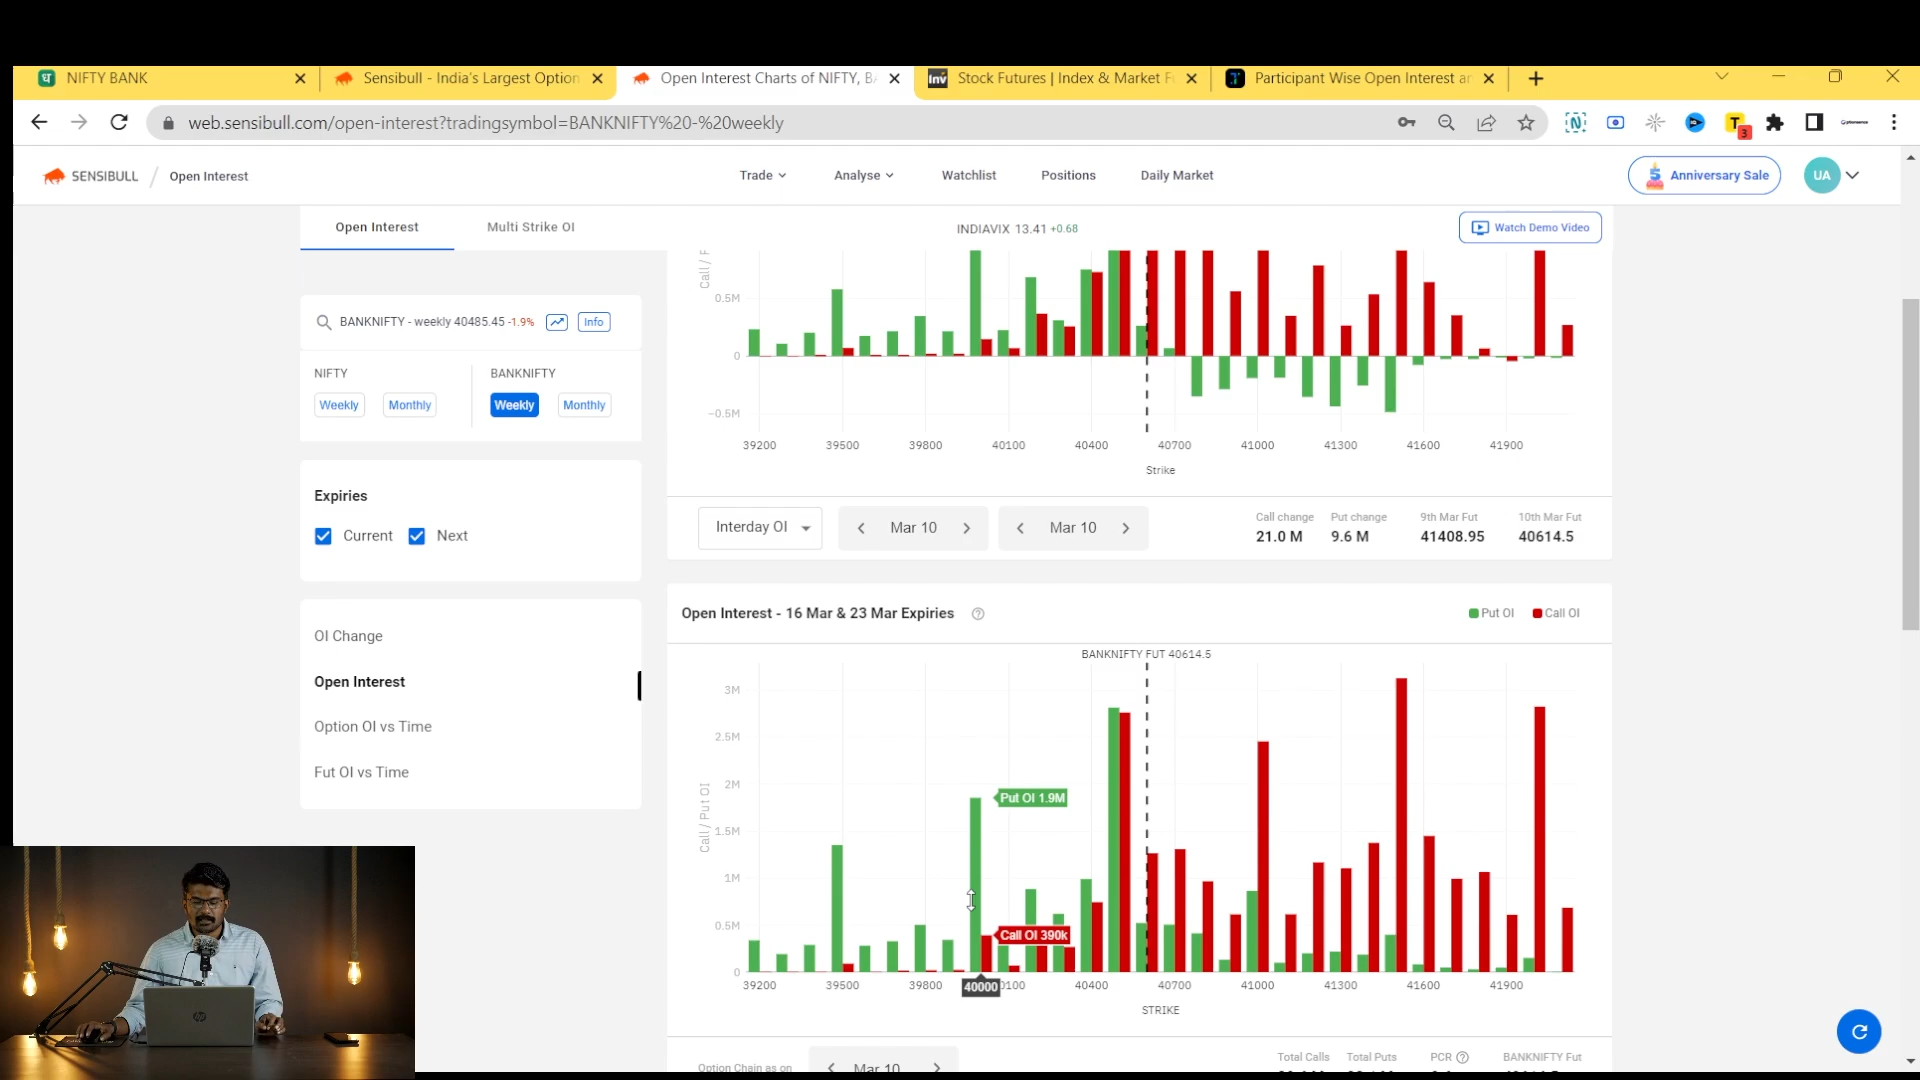 NIFTY BANK
Sensibull - India's Largest Option
Open Interest Charts of NIFTY, B
Stock Futures | Index & Market F
Participant Wise Open Interest a
web.sensibull.com/open-interest?tradingsymbol=BANKNIFTY%20-%20weekly
T
3
SENSIBULL / Open Interest
Trade
Analyse
Watchlist
Positions
Daily Market
5 Anniversary Sale
UA
Open Interest
Multi Strike OI
INDIAVIX 13.41 +0.68
Watch Demo Video
BANKNIFTY - weekly 40485.45 -1.9%
Info
NIFTY
BANKNIFTY
Weekly
Monthly
Weekly
Monthly
Expiries
Current
Next
OI Change
Open Interest
Option OI vs Time
Fut OI vs Time
Call / P
0.5M
0
−0.5M
39200 39500 39800 40100 40400 40700 41000 41300 41600 41900
Strike
Interday OI
Mar 10
Mar 10
Call change Put change 9th Mar Fut 10th Mar Fut
21.0 M 9.6 M 41408.95 40614.5
Open Interest - 16 Mar & 23 Mar Expiries
Put OI Call OI
BANKNIFTY FUT 40614.5
Call / Put OI
3M
2.5M
2M
1.5M
1M
0.5M
0
Put OI 1.9M
Call OI 390k
39200 39500 39800 40000 0100 40400 40700 41000 41300 41600 41900
STRIKE
Option Chain as on
Mar 10
Total Calls Total Puts PCR BANKNIFTY Fut
hp